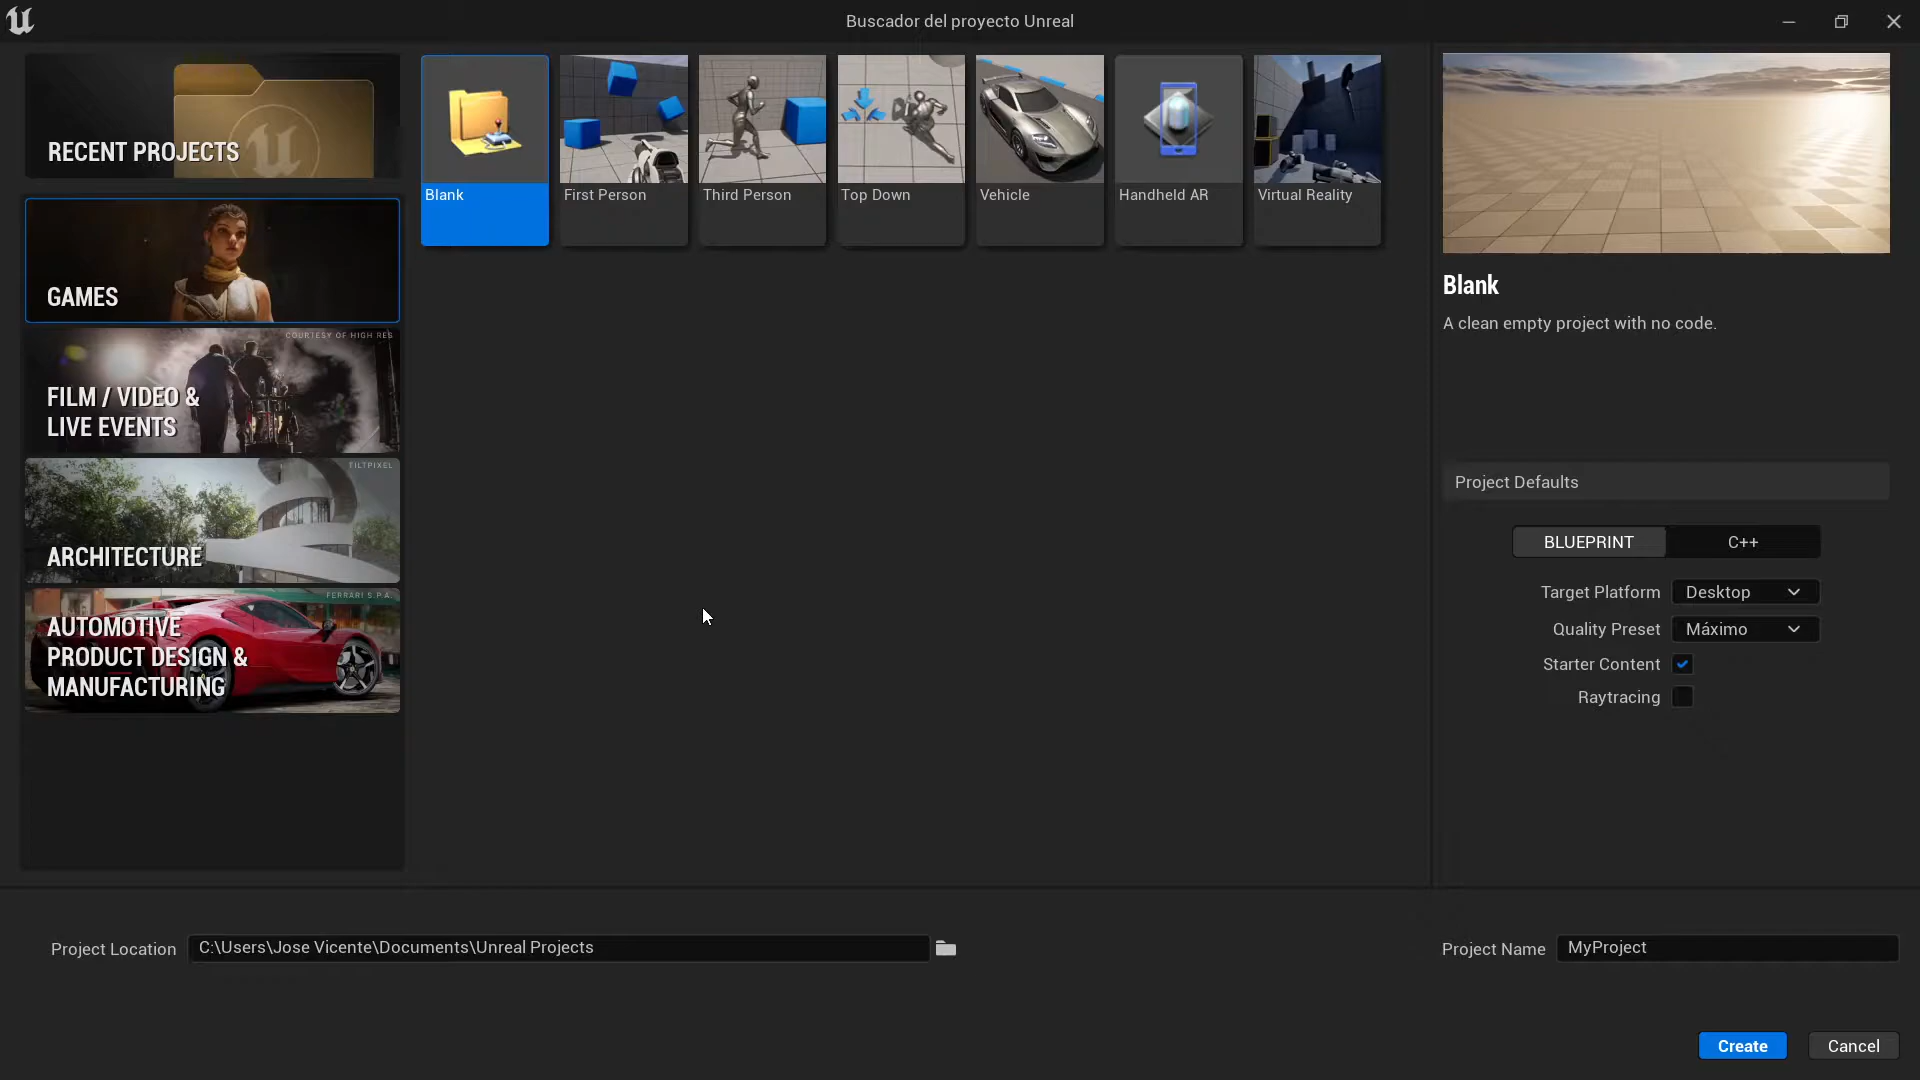 Buscador del proyecto Unreal
RECENT PROJECTS
GAMES
COURTESY OF HIGH RES
FILM / VIDEO &
LIVE EVENTS
TILTPIXEL
ARCHITECTURE
FERRARI S.P.A.
AUTOMOTIVE
PRODUCT DESIGN &
MANUFACTURING
Blank
First Person
Third Person
Top Down
Vehicle
Handheld AR
Virtual Reality
Blank
A clean empty project with no code.
Project Defaults
BLUEPRINT
C++
Target Platform
Desktop
Quality Preset
Máximo
Starter Content
Raytracing
Project Location
C:\Users\Jose Vicente\Documents\Unreal Projects
Project Name
MyProject
Create
Cancel